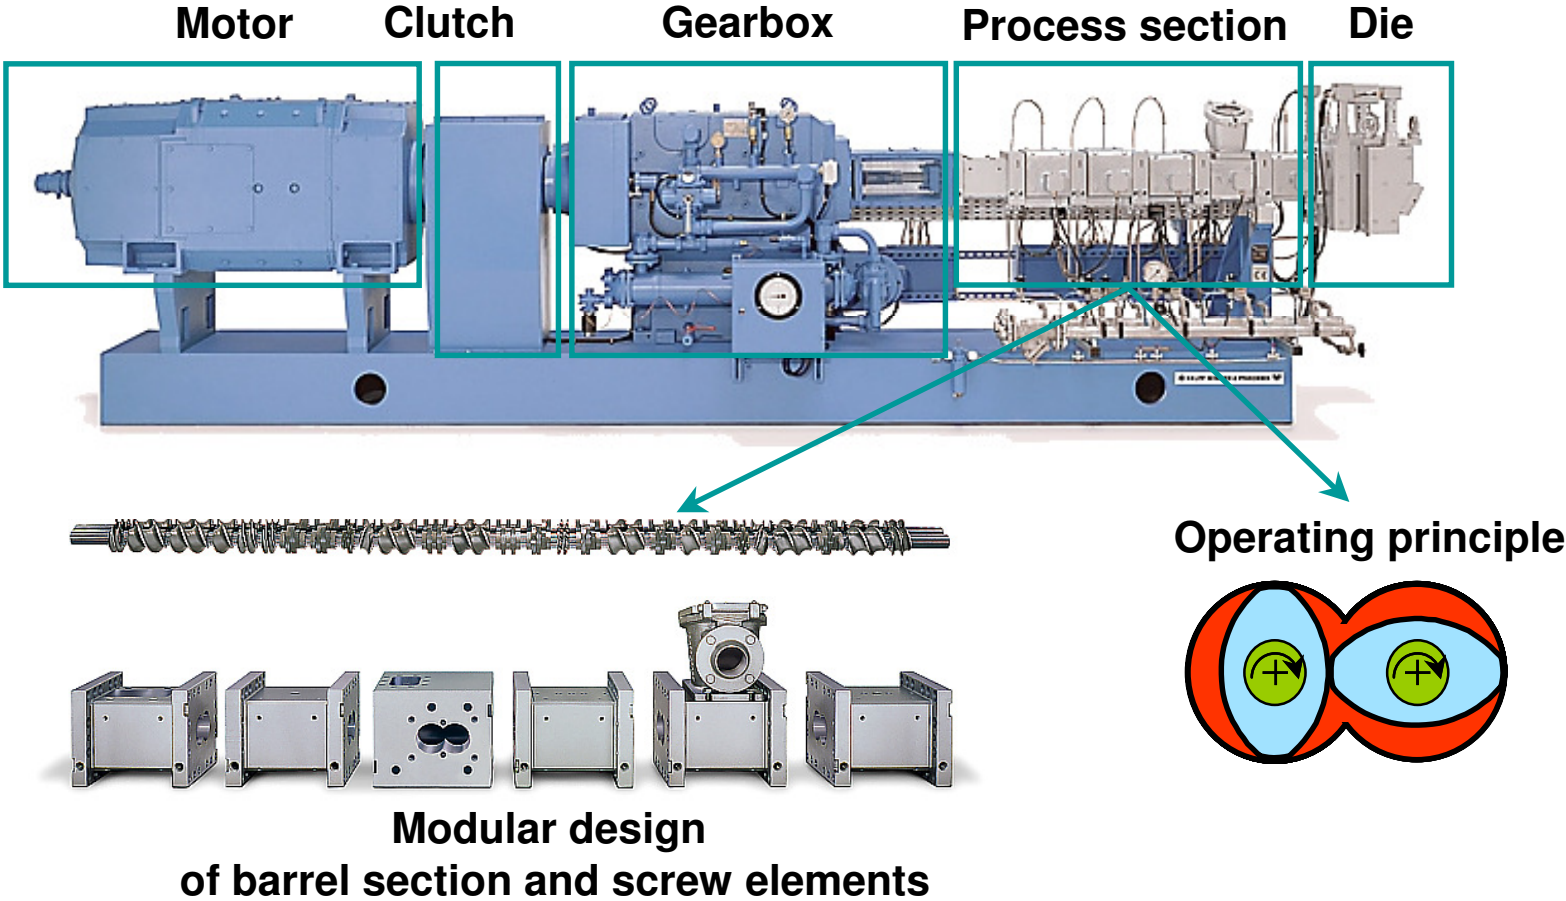 Motor
Clutch
Gearbox
Process section
Die
Operating principle
Modular design
of barrel section and screw elements